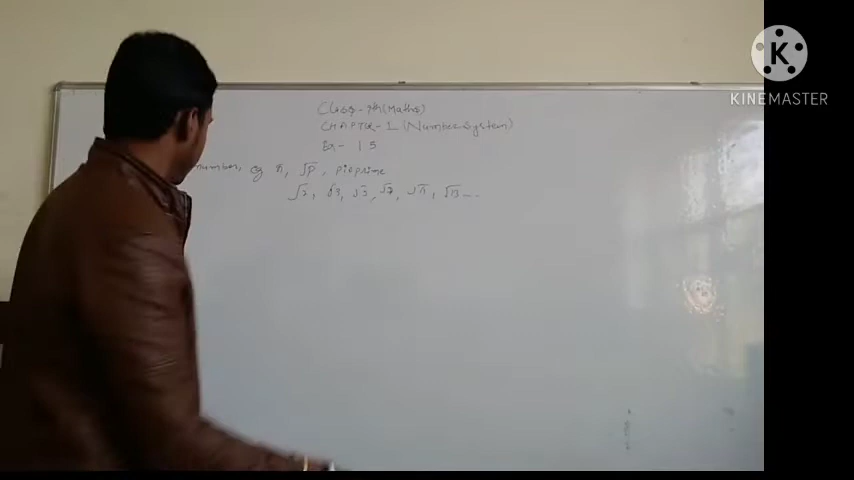 Class - 9th (Maths)
CHAPTER - 1 (Number System)
Ex - 1.5
number, eg π, √p, p is prime
√2, √3, √5, √7, √11, √13 ...
K
KINEMASTER